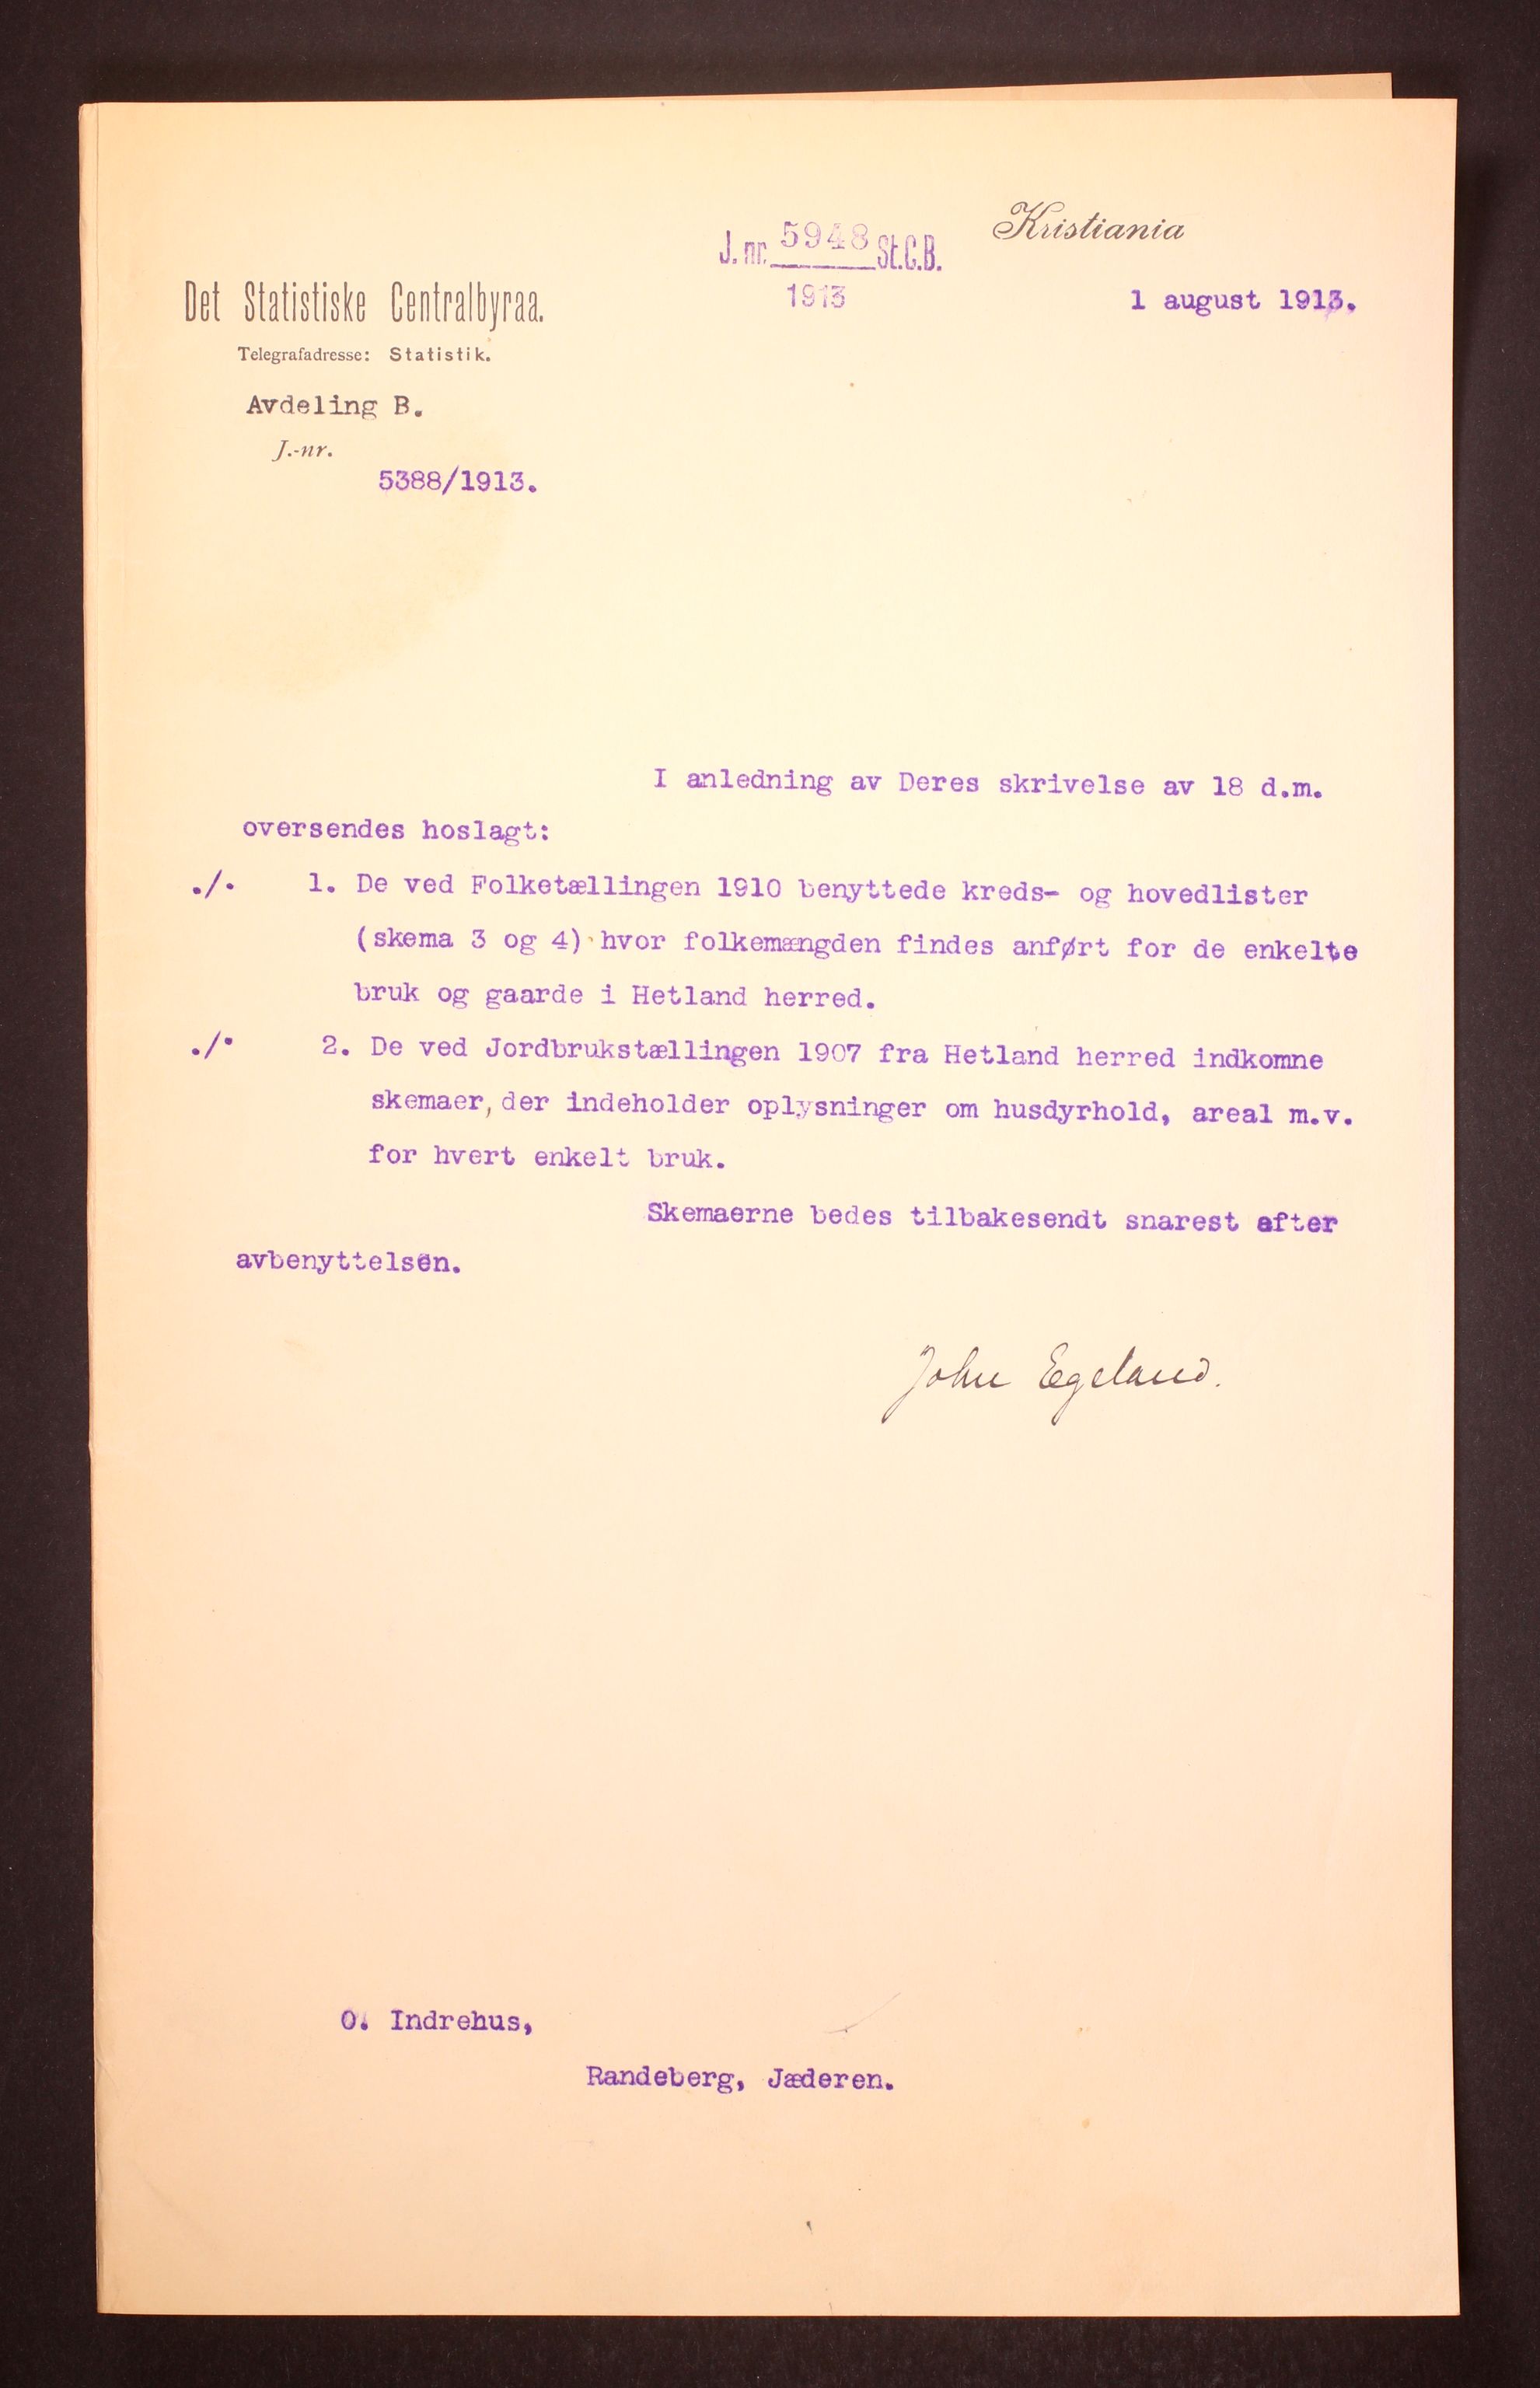 Kristiania
J. nr. 5948 St.C.B.
1913
1 august 1913.
Det Statistiske Centralbyraa.
Telegrafadresse: Statistik.
Avdeling B.
J.-nr.
5388/1913.
I anledning av Deres skrivelse av 18 d.m.
oversendes hoslagt:
./. 1. De ved Folketællingen 1910 benyttede kreds- og hovedlister
(skema 3 og 4) hvor folkemængden findes anført for de enkelte
bruk og gaarde i Hetland herred.
./. 2. De ved Jordbrukstællingen 1907 fra Hetland herred indkomne
skemaer, der indeholder oplysninger om husdyrhold, areal m.v.
for hvert enkelt bruk.
Skemaerne bedes tilbakesendt snarest efter
avbenyttelsen.
John Egeland.
O. Indrehus,
Randeberg, Jæderen.